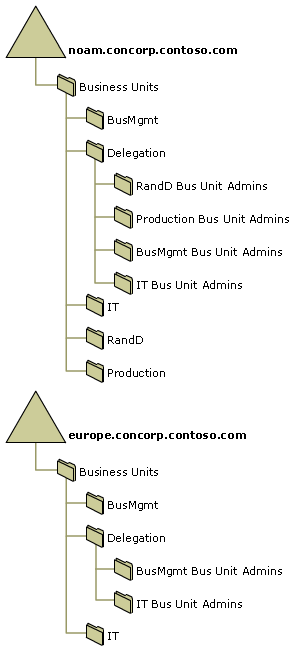 noam.concorp.contoso.com
Business Units
BusMgmt
Delegation
RandD Bus Unit Admins
Production Bus Unit Admins
BusMgmt Bus Unit Admins
IT Bus Unit Admins
IT
RandD
Production
europe.concorp.contoso.com
Business Units
BusMgmt
Delegation
BusMgmt Bus Unit Admins
IT Bus Unit Admins
IT